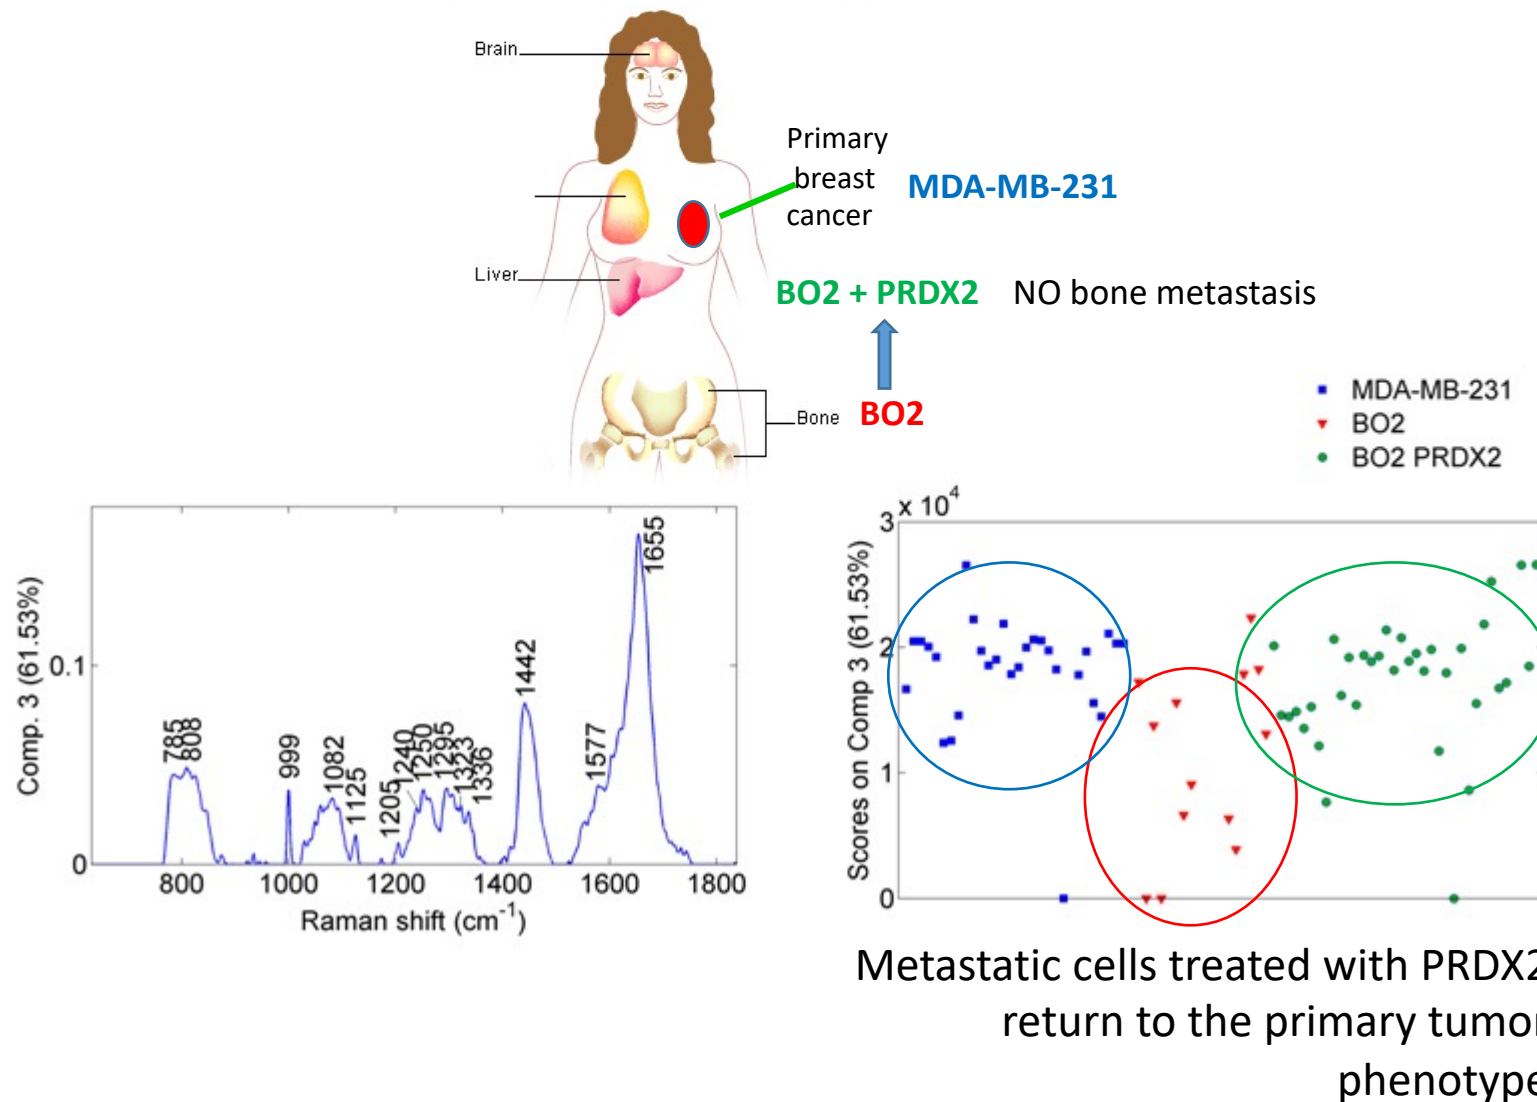 Brain
Primary
breast
cancer
MDA-MB-231
Liver
BO2 + PRDX2 NO bone metastasis
Bone
BO2
MDA-MB-231
BO2
BO2 PRDX2
Comp. 3 (61.53%)
0.1
0
785
808
999
1082
1125
1205
1240
1250
1295
1323
1336
1442
1577
1655
800 1000 1200 1400 1600 1800
Raman shift (cm⁻¹)
Scores on Comp 3 (61.53%)
x 10⁴
3
2
1
0
Metastatic cells treated with PRDX2
return to the primary tumor
phenotype